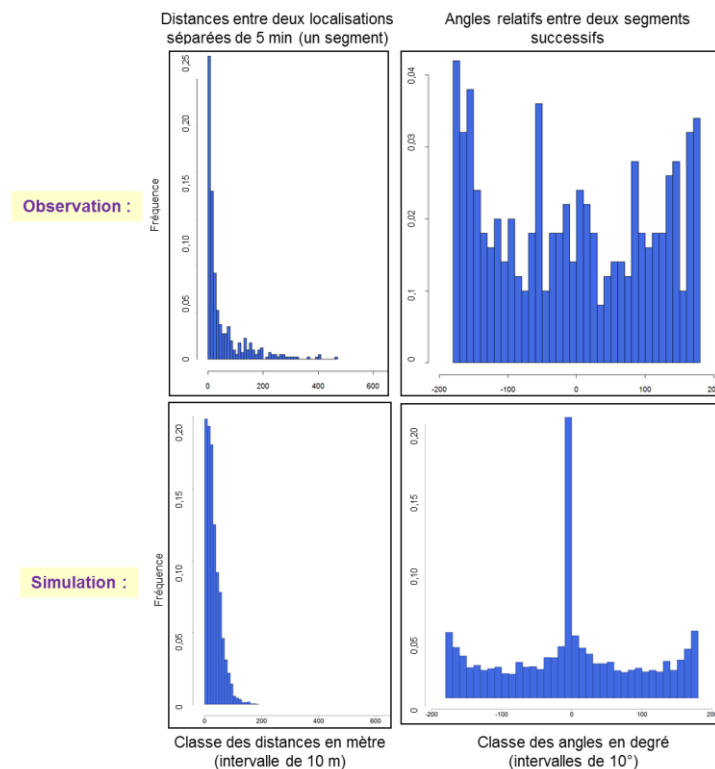 Distances entre deux localisations
séparées de 5 min (un segment)
Angles relatifs entre deux segments
successifs
Observation :
Fréquence
0,25
0,20
0,15
0,10
0,05
0
0 200 400 600
0,04
0,03
0,02
0,1
0
-200 -100 0 100 200
Simulation :
Fréquence
0,20
0,15
0,10
0,05
0
0 200 400 600
0,20
0,15
0,10
0,05
0
-200 -100 0 100 200
Classe des distances en mètre
(intervalle de 10 m)
Classe des angles en degré
(intervalles de 10°)